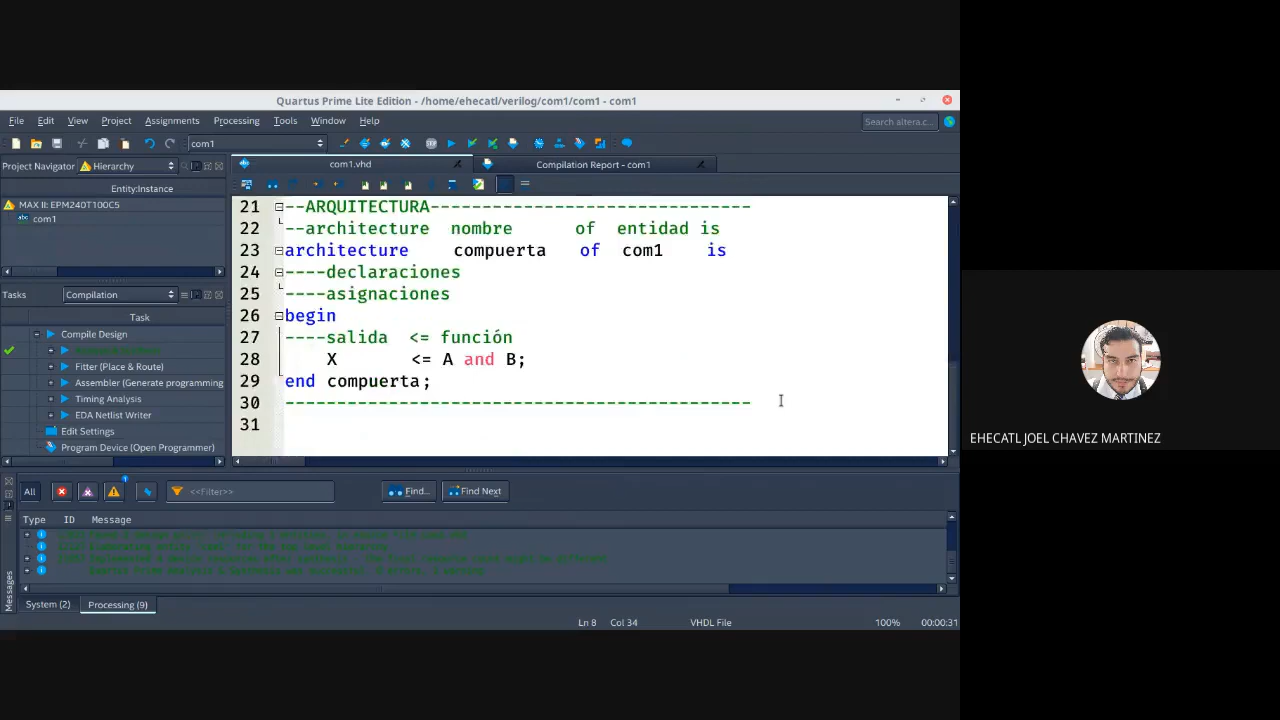 Quartus Prime Lite Edition - /home/ehecatl/verilog/com1/com1 - com1
File Edit View Project Assignments Processing Tools Window Help
Search altera.c...
com1
Project Navigator Hierarchy
com1.vhd
Compilation Report - com1
Entity:Instance
MAX II: EPM240T100C5
com1
Tasks Compilation
Task
Compile Design
Fitter (Place & Route)
Assembler (Generate programming
Timing Analysis
EDA Netlist Writer
Edit Settings
Program Device (Open Programmer)
21 --ARQUITECTURA-------------------------------
22 --architecture nombre of entidad is
23 architecture compuerta of com1 is
24 ----declaraciones
25 ----asignaciones
26 begin
27 ----salida <= función
28 X <= A and B;
29 end compuerta;
30 ---------------------------------------------
31
All <<Filter>> Find... Find Next
Type ID Message
Messages
System (2) Processing (9)
Ln 8 Col 34 VHDL File 100% 00:00:31
EHECATL JOEL CHAVEZ MARTINEZ